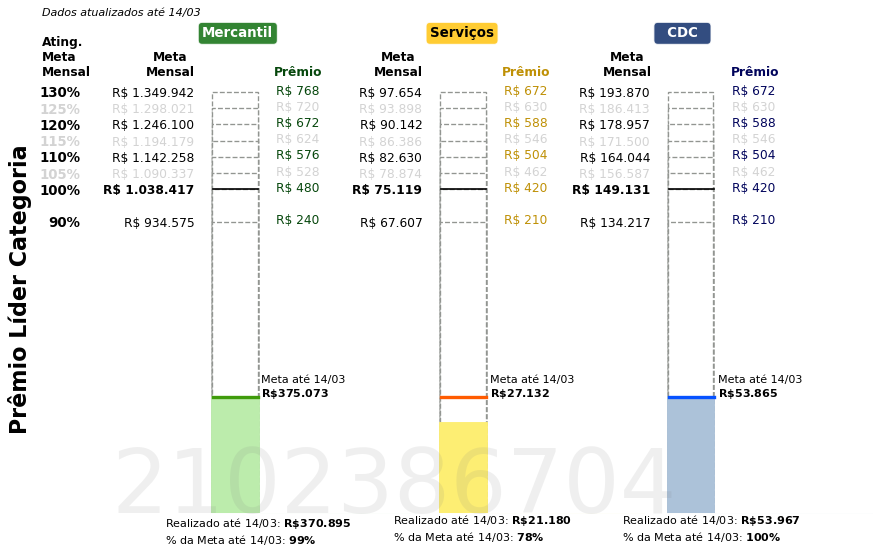 Dados atualizados até 14/03
Mercantil Serviços CDC
Ating. Meta Mensal Meta Mensal Prêmio Meta Mensal Prêmio Meta Mensal Prêmio
130% R$ 1.349.942 R$ 768 R$ 97.654 R$ 672 R$ 193.870 R$ 672
125% R$ 1.298.021 R$ 720 R$ 93.898 R$ 630 R$ 186.413 R$ 630
120% R$ 1.246.100 R$ 672 R$ 90.142 R$ 588 R$ 178.957 R$ 588
115% R$ 1.194.179 R$ 624 R$ 86.386 R$ 546 R$ 171.500 R$ 546
110% R$ 1.142.258 R$ 576 R$ 82.630 R$ 504 R$ 164.044 R$ 504
105% R$ 1.090.337 R$ 528 R$ 78.874 R$ 462 R$ 156.587 R$ 462
100% R$ 1.038.417 R$ 480 R$ 75.119 R$ 420 R$ 149.131 R$ 420
90% R$ 934.575 R$ 240 R$ 67.607 R$ 210 R$ 134.217 R$ 210
Prêmio Líder Categoria
Meta até 14/03 Meta até 14/03 Meta até 14/03
R$375.073 R$27.132 R$53.865
2102386704
Realizado até 14/03: R$370.895 Realizado até 14/03: R$21.180 Realizado até 14/03: R$53.967
% da Meta até 14/03: 99% % da Meta até 14/03: 78% % da Meta até 14/03: 100%